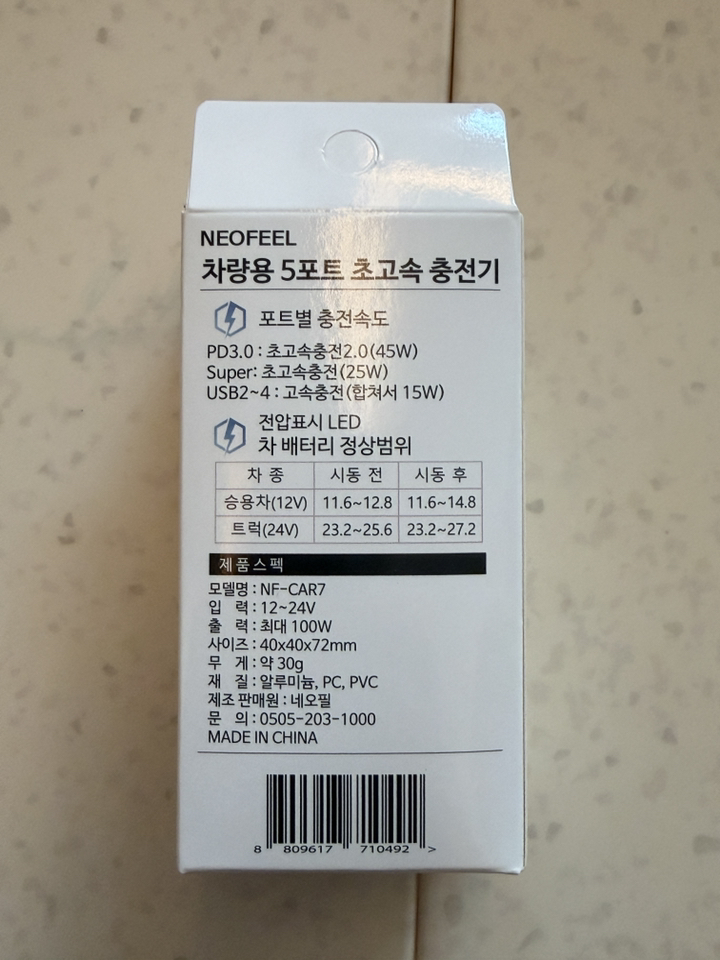 NEOFEEL
차량용 5포트 초고속 충전기
포트별 충전속도
PD3.0 : 초고속충전2.0(45W)
Super: 초고속충전(25W)
USB2~4 : 고속충전(합쳐서 15W)
전압표시 LED
차 배터리 정상범위
차 종 시동 전 시동 후
승용차(12V) 11.6~12.8 11.6~14.8
트럭(24V) 23.2~25.6 23.2~27.2
제품스펙
모델명 : NF-CAR7
입 력 : 12~24V
출 력 : 최대 100W
사이즈 : 40x40x72mm
무 게 : 약 30g
재 질 : 알루미늄, PC, PVC
제조 판매원 : 네오필
문 의 : 0505-203-1000
MADE IN CHINA
8 809617 710492 >